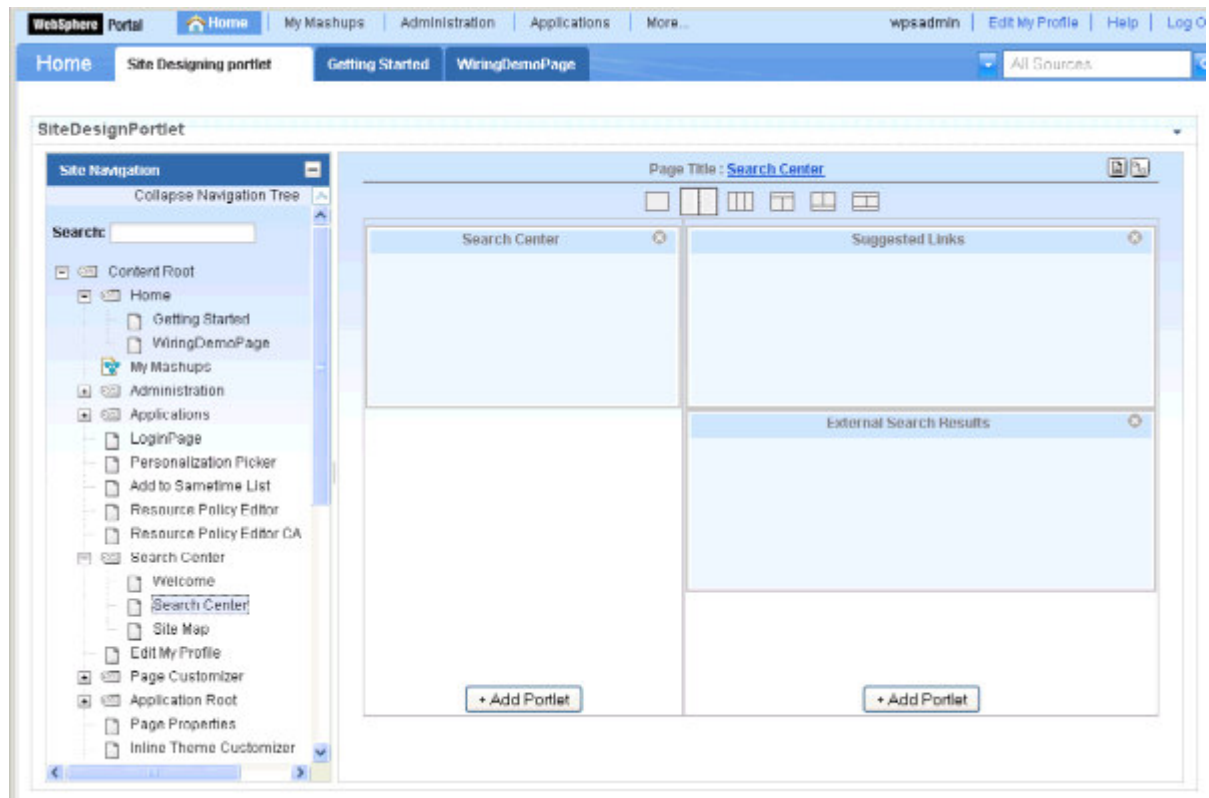 WebSphere Portal Home My Mashups Administration Applications More... wpsadmin Edit My Profile Help Log O
Home Site Designing portlet Getting Started WiringDemoPage All Sources
SiteDesignPortlet
Site Navigation
Collapse Navigation Tree
Search:
Content Root
Home
Getting Started
WiringDemoPage
My Mashups
Administration
Applications
LoginPage
Personalization Picker
Add to Sametime List
Resource Policy Editor
Resource Policy Editor CA
Search Center
Welcome
Search Center
Site Map
Edit My Profile
Page Customizer
Application Root
Page Properties
Inline Theme Customizer
Page Title : Search Center
Search Center
Suggested Links
External Search Results
+ Add Portlet
+ Add Portlet